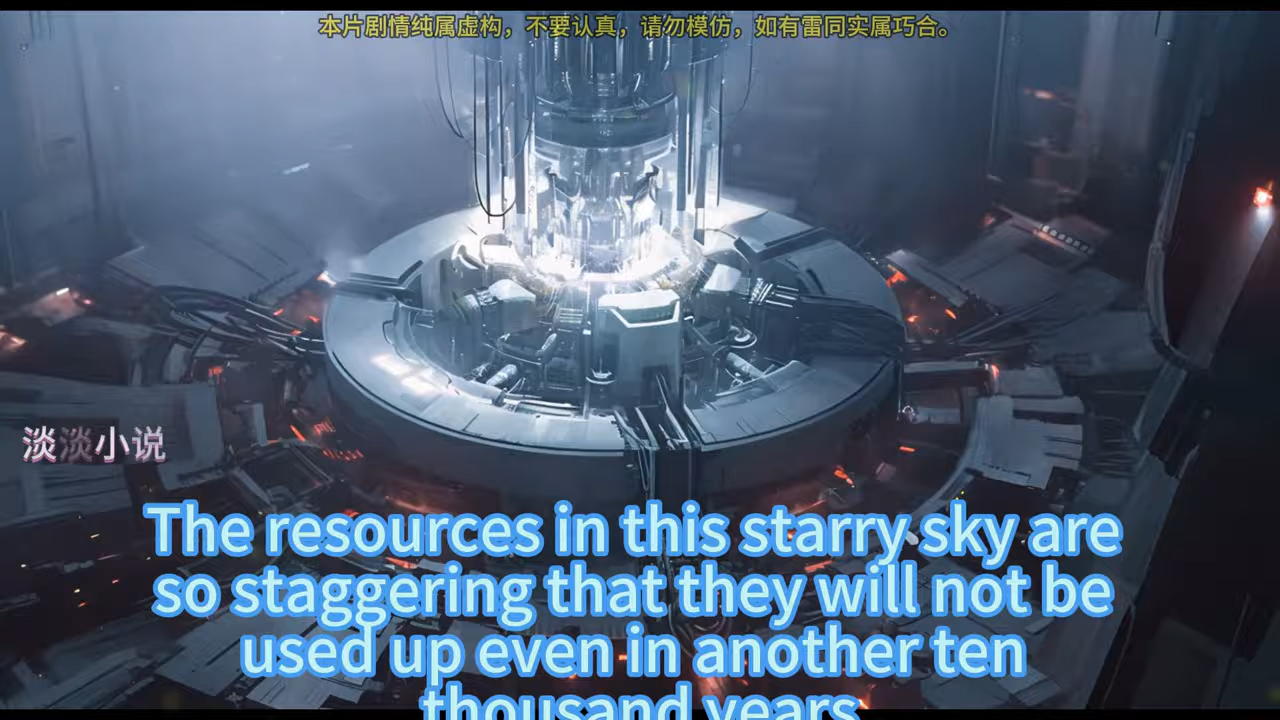 本片剧情纯属虚构，不要认真，请勿模仿，如有雷同实属巧合。
淡淡小说
The resources in this starry sky are
so staggering that they will not be
used up even in another ten
thousand years